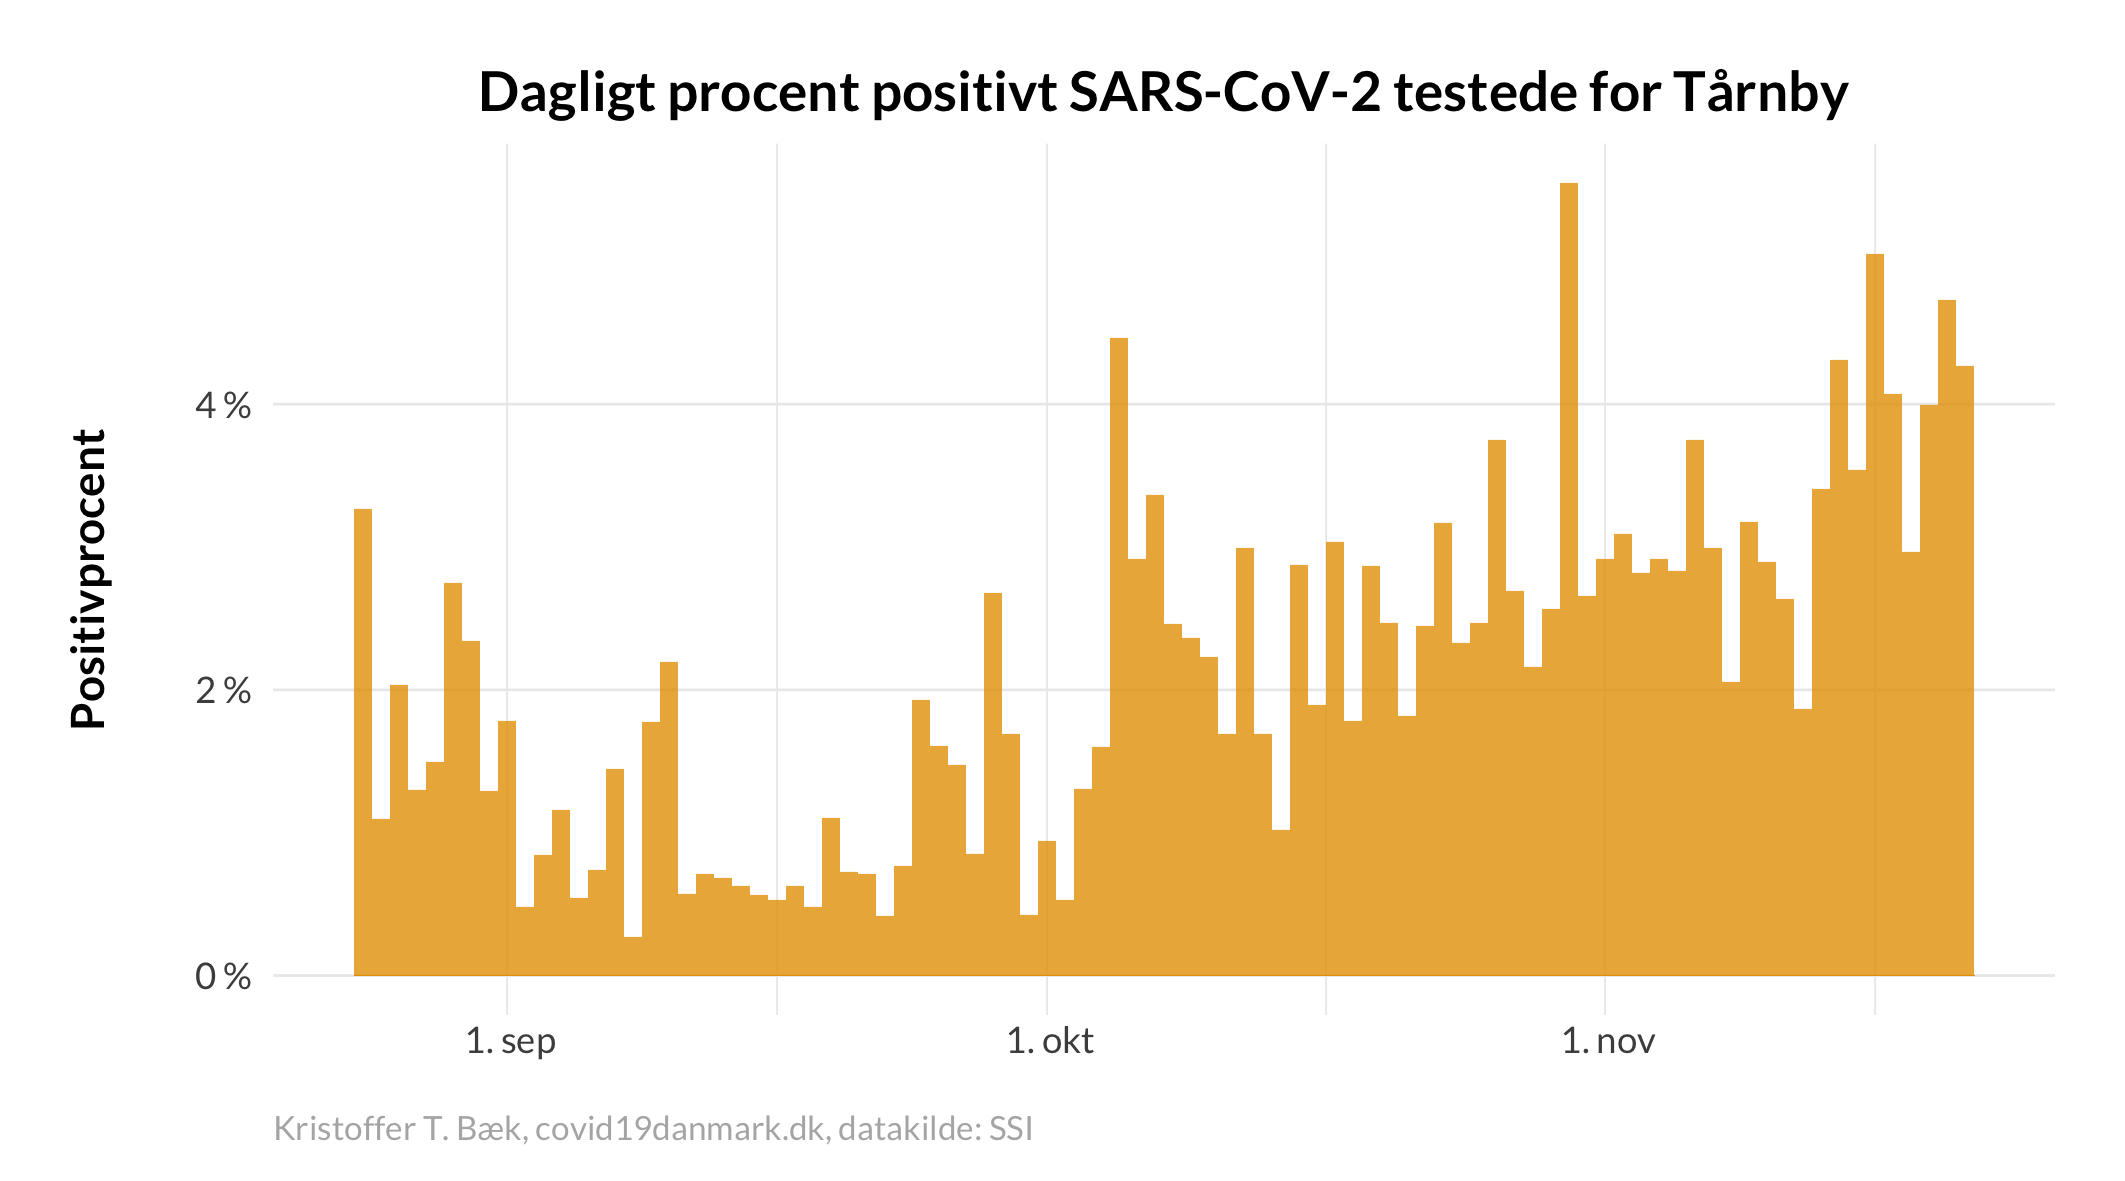 Dagligt procent positivt SARS-CoV-2 testede for Tårnby
Positivprocent
4 %
2 %
0 %
1. sep
1. okt
1. nov
Kristoffer T. Bæk, covid19danmark.dk, datakilde: SSI